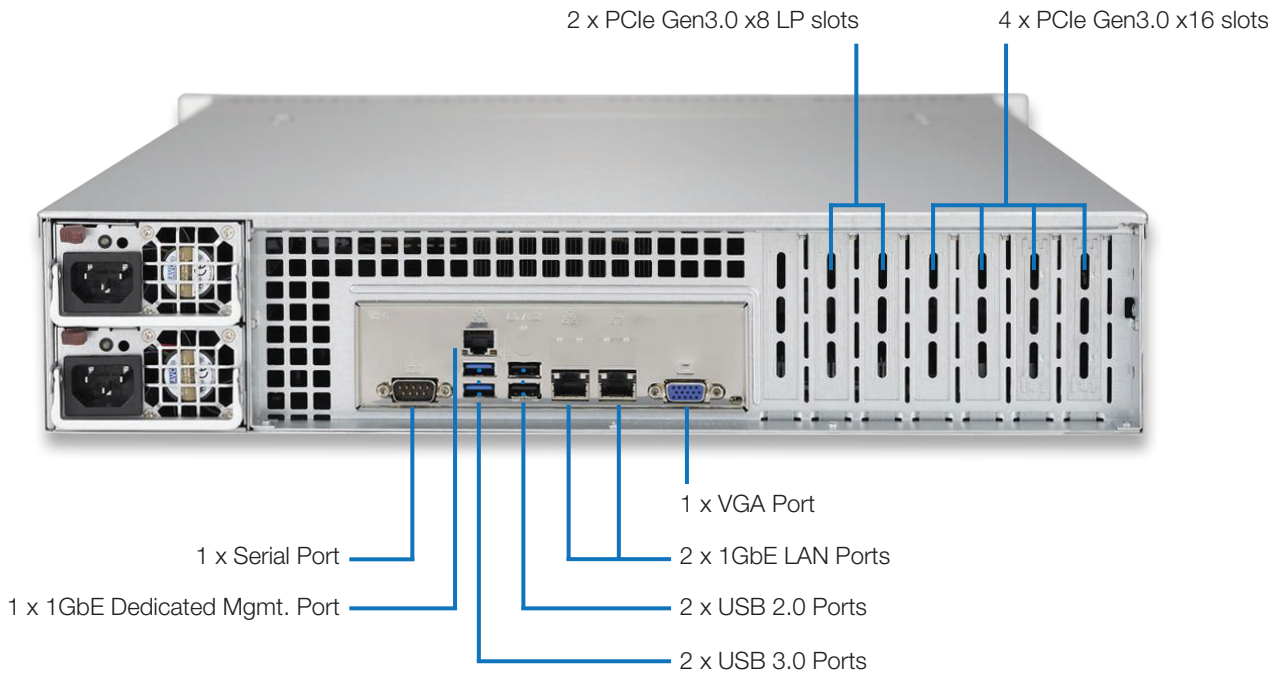 2 x PCIe Gen3.0 x8 LP slots
4 x PCIe Gen3.0 x16 slots
1 x VGA Port
1 x Serial Port
2 x 1GbE LAN Ports
1 x 1GbE Dedicated Mgmt. Port
2 x USB 2.0 Ports
2 x USB 3.0 Ports